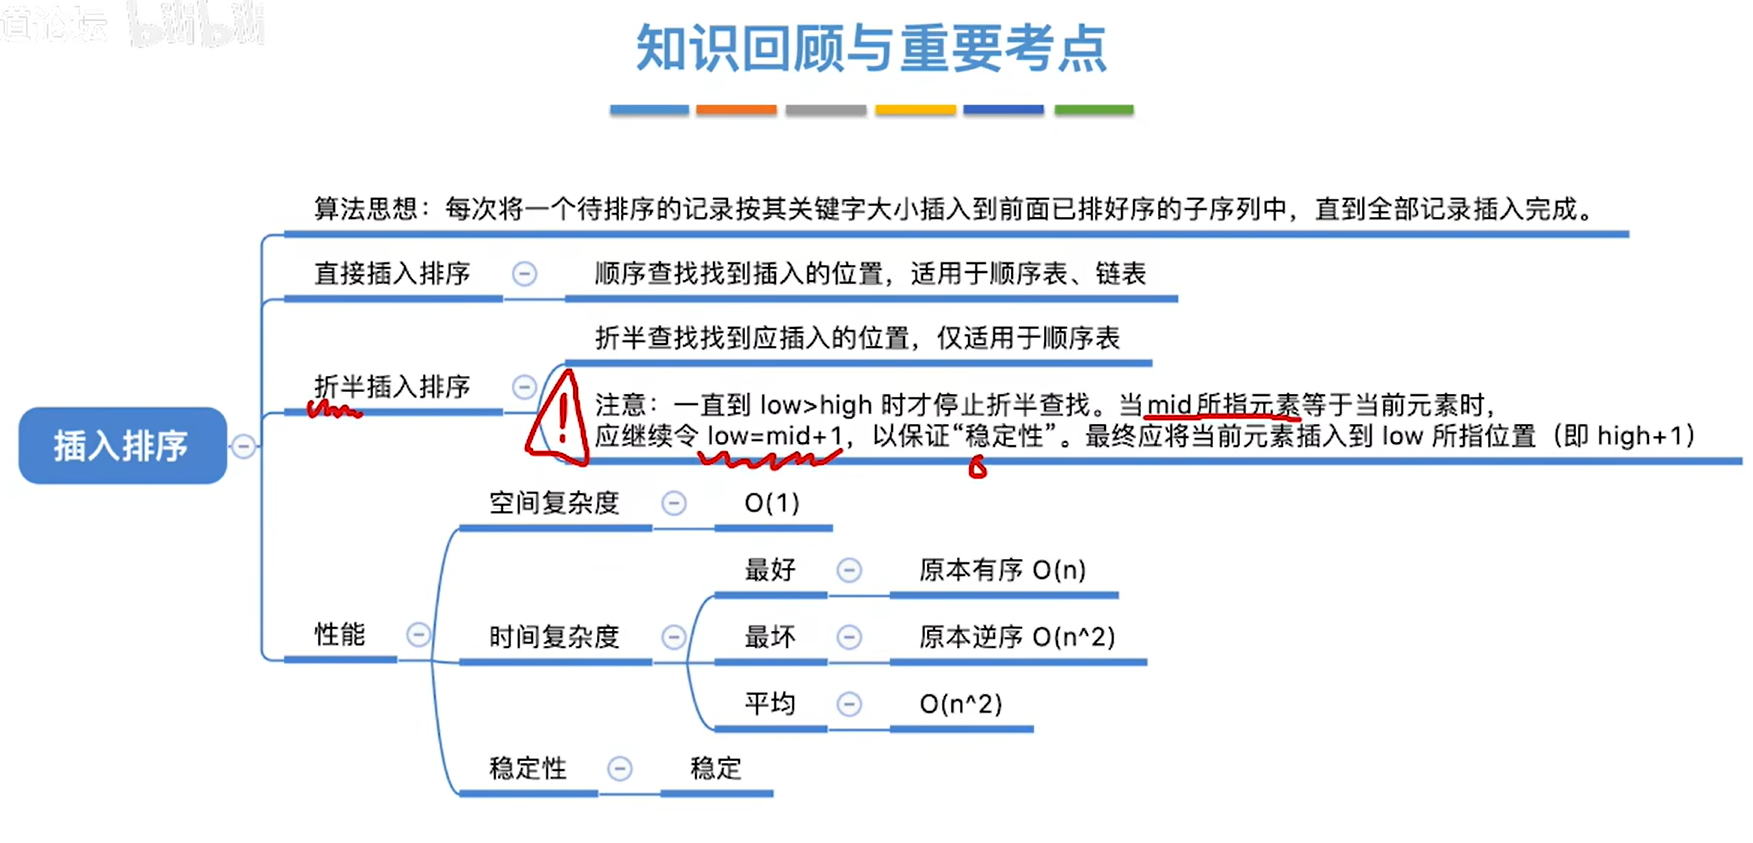 道论坛 bilibili
知识回顾与重要考点
算法思想：每次将一个待排序的记录按其关键字大小插入到前面已排好序的子序列中，直到全部记录插入完成。
直接插入排序
顺序查找找到插入的位置，适用于顺序表、链表
折半查找找到应插入的位置，仅适用于顺序表
折半插入排序
注意：一直到 low>high 时才停止折半查找。当mid所指元素等于当前元素时，
应继续令 low=mid+1，以保证“稳定性”。最终应将当前元素插入到 low 所指位置（即 high+1）
插入排序
空间复杂度
O(1)
最好
原本有序 O(n)
性能
时间复杂度
最坏
原本逆序 O(n^2)
平均
O(n^2)
稳定性
稳定